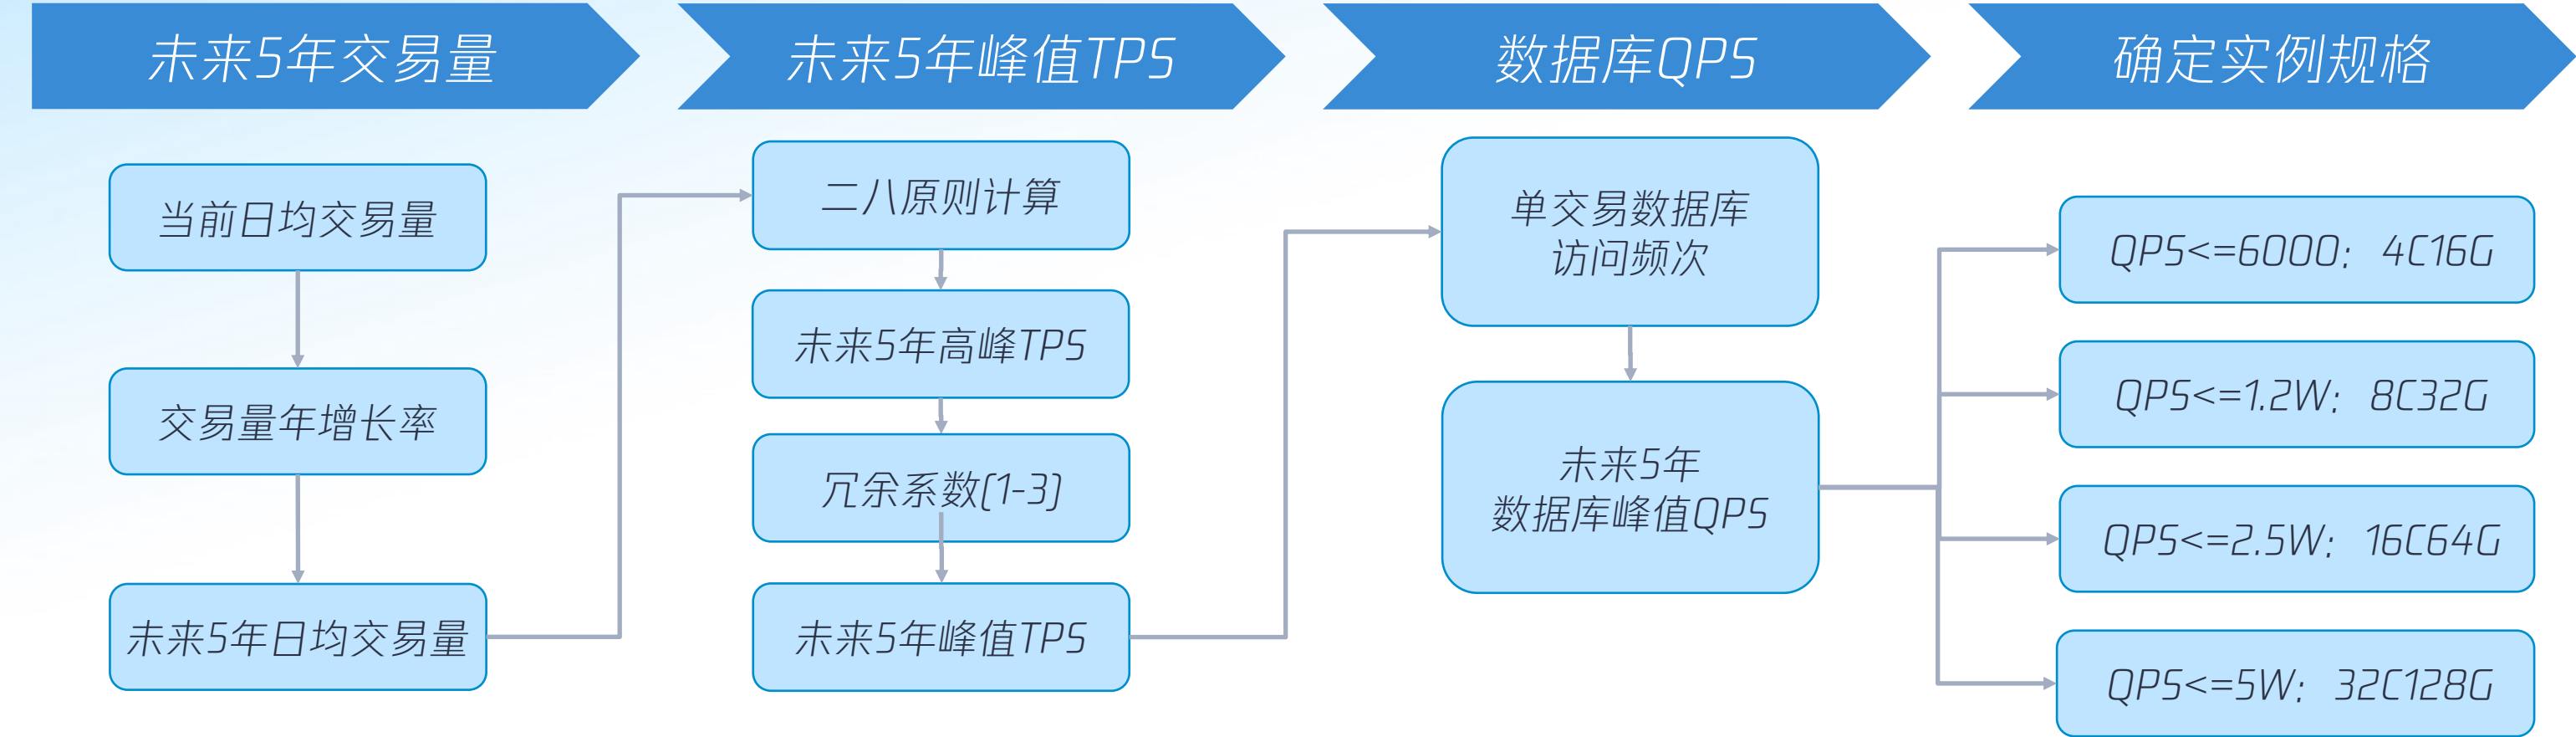 未来5年交易量
未来5年峰值TPS
数据库QPS
确定实例规格
当前日均交易量
交易量年增长率
未来5年日均交易量
二八原则计算
未来5年高峰TPS
冗余系数(1-3)
未来5年峰值TPS
单交易数据库
访问频次
未来5年
数据库峰值QPS
QPS<=6000：4C16G
QPS<=1.2W：8C32G
QPS<=2.5W：16C64G
QPS<=5W：32C128G